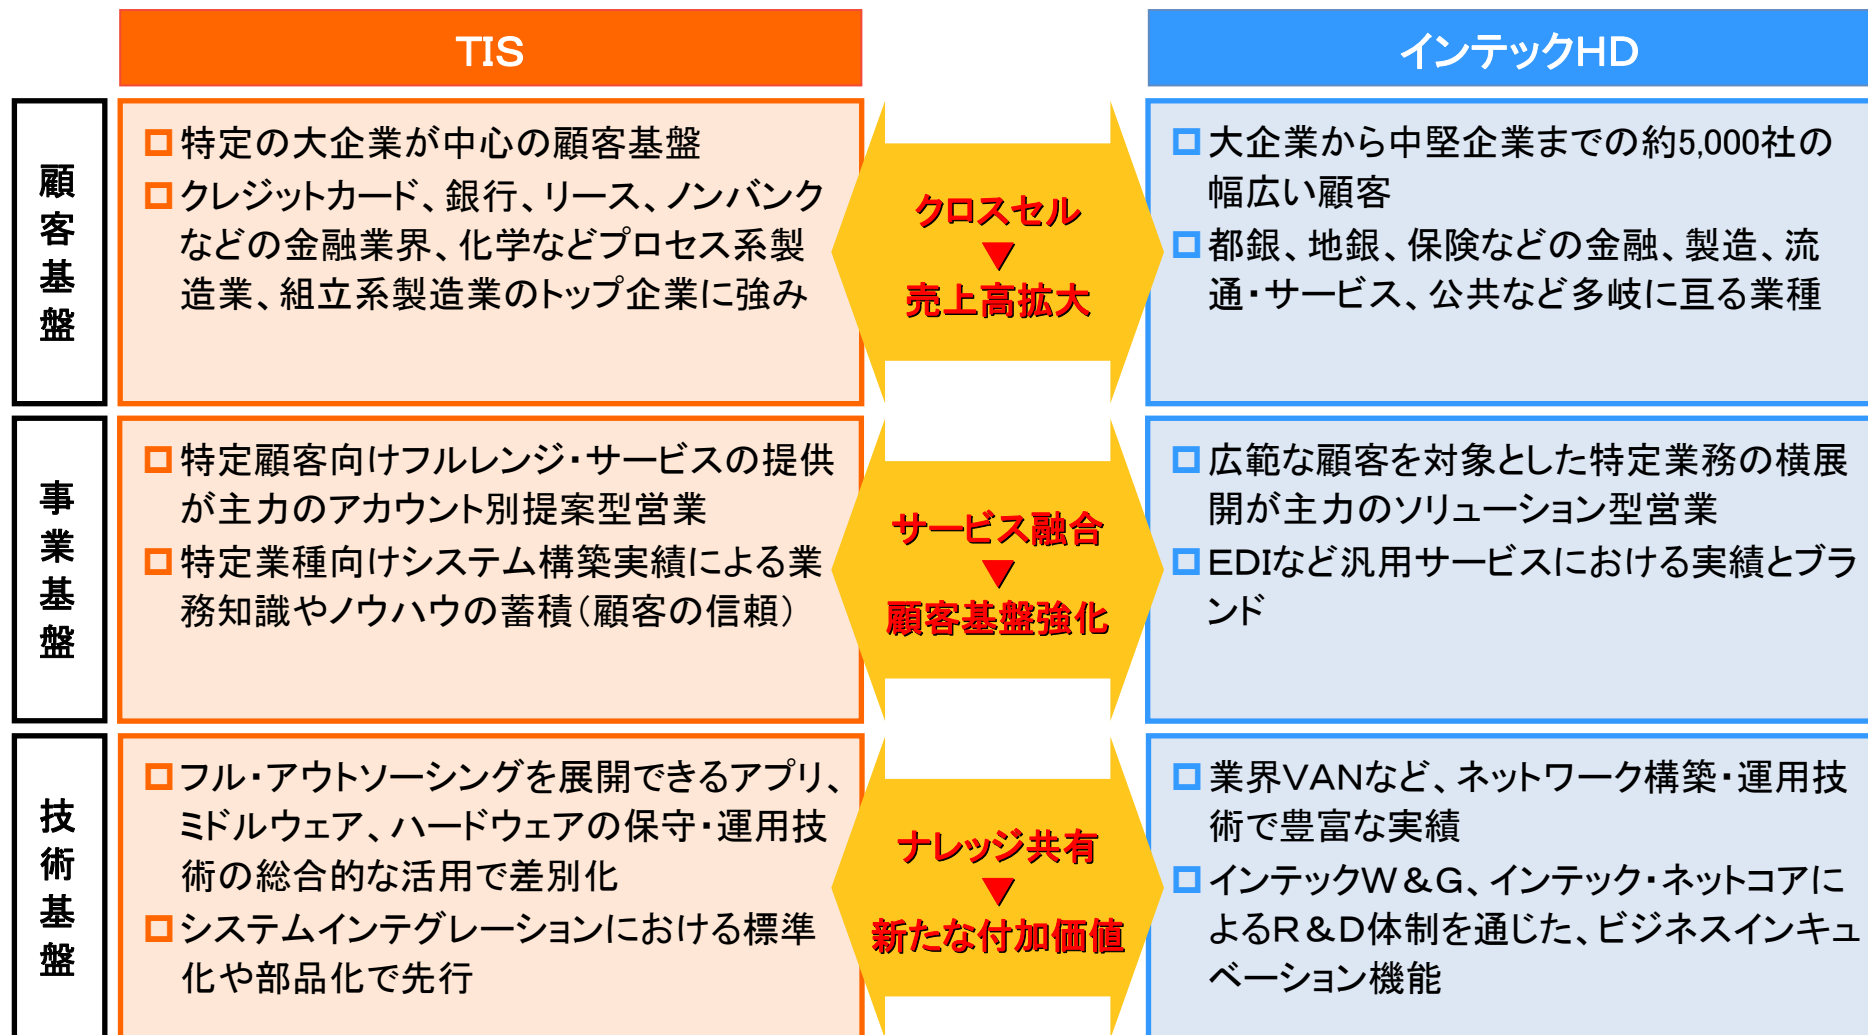 TIS
インテックHD
顧客基盤
□特定の大企業が中心の顧客基盤
□クレジットカード、銀行、リース、ノンバンク
などの金融業界、化学などプロセス系製
造業、組立系製造業のトップ企業に強み
クロスセル
▼
売上高拡大
□大企業から中堅企業までの約5,000社の
幅広い顧客
□都銀、地銀、保険などの金融、製造、流
通・サービス、公共など多岐に亘る業種
事業基盤
□特定顧客向けフルレンジ・サービスの提供
が主力のアカウント別提案型営業
□特定業種向けシステム構築実績による業
務知識やノウハウの蓄積（顧客の信頼）
サービス融合
▼
顧客基盤強化
□広範な顧客を対象とした特定業務の横展
開が主力のソリューション型営業
□EDIなど汎用サービスにおける実績とブラ
ンド
技術基盤
□フル・アウトソーシングを展開できるアプリ、
ミドルウェア、ハードウェアの保守・運用技
術の総合的な活用で差別化
□システムインテグレーションにおける標準
化や部品化で先行
ナレッジ共有
▼
新たな付加価値
□業界VANなど、ネットワーク構築・運用技
術で豊富な実績
□インテックW＆G、インテック・ネットコアに
よるR＆D体制を通じた、ビジネスインキュ
ベーション機能